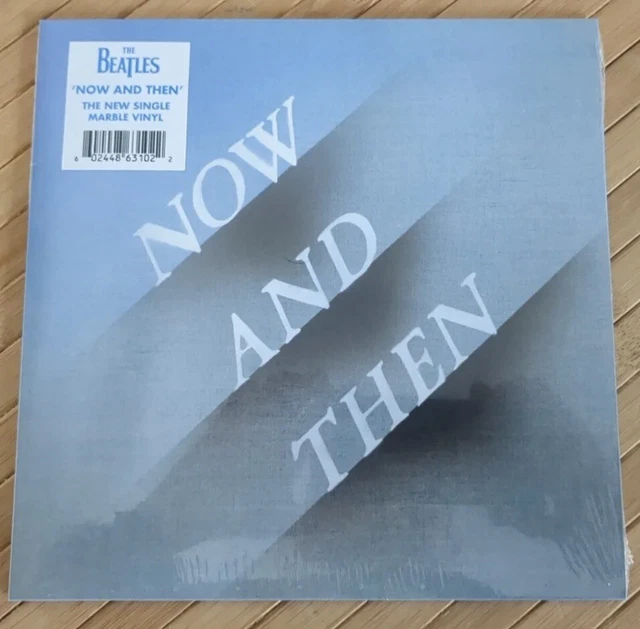 THE
BEATLES
'NOW AND THEN'
THE NEW SINGLE
MARBLE VINYL
6 02448 63102 2
NOW
AND
THEN